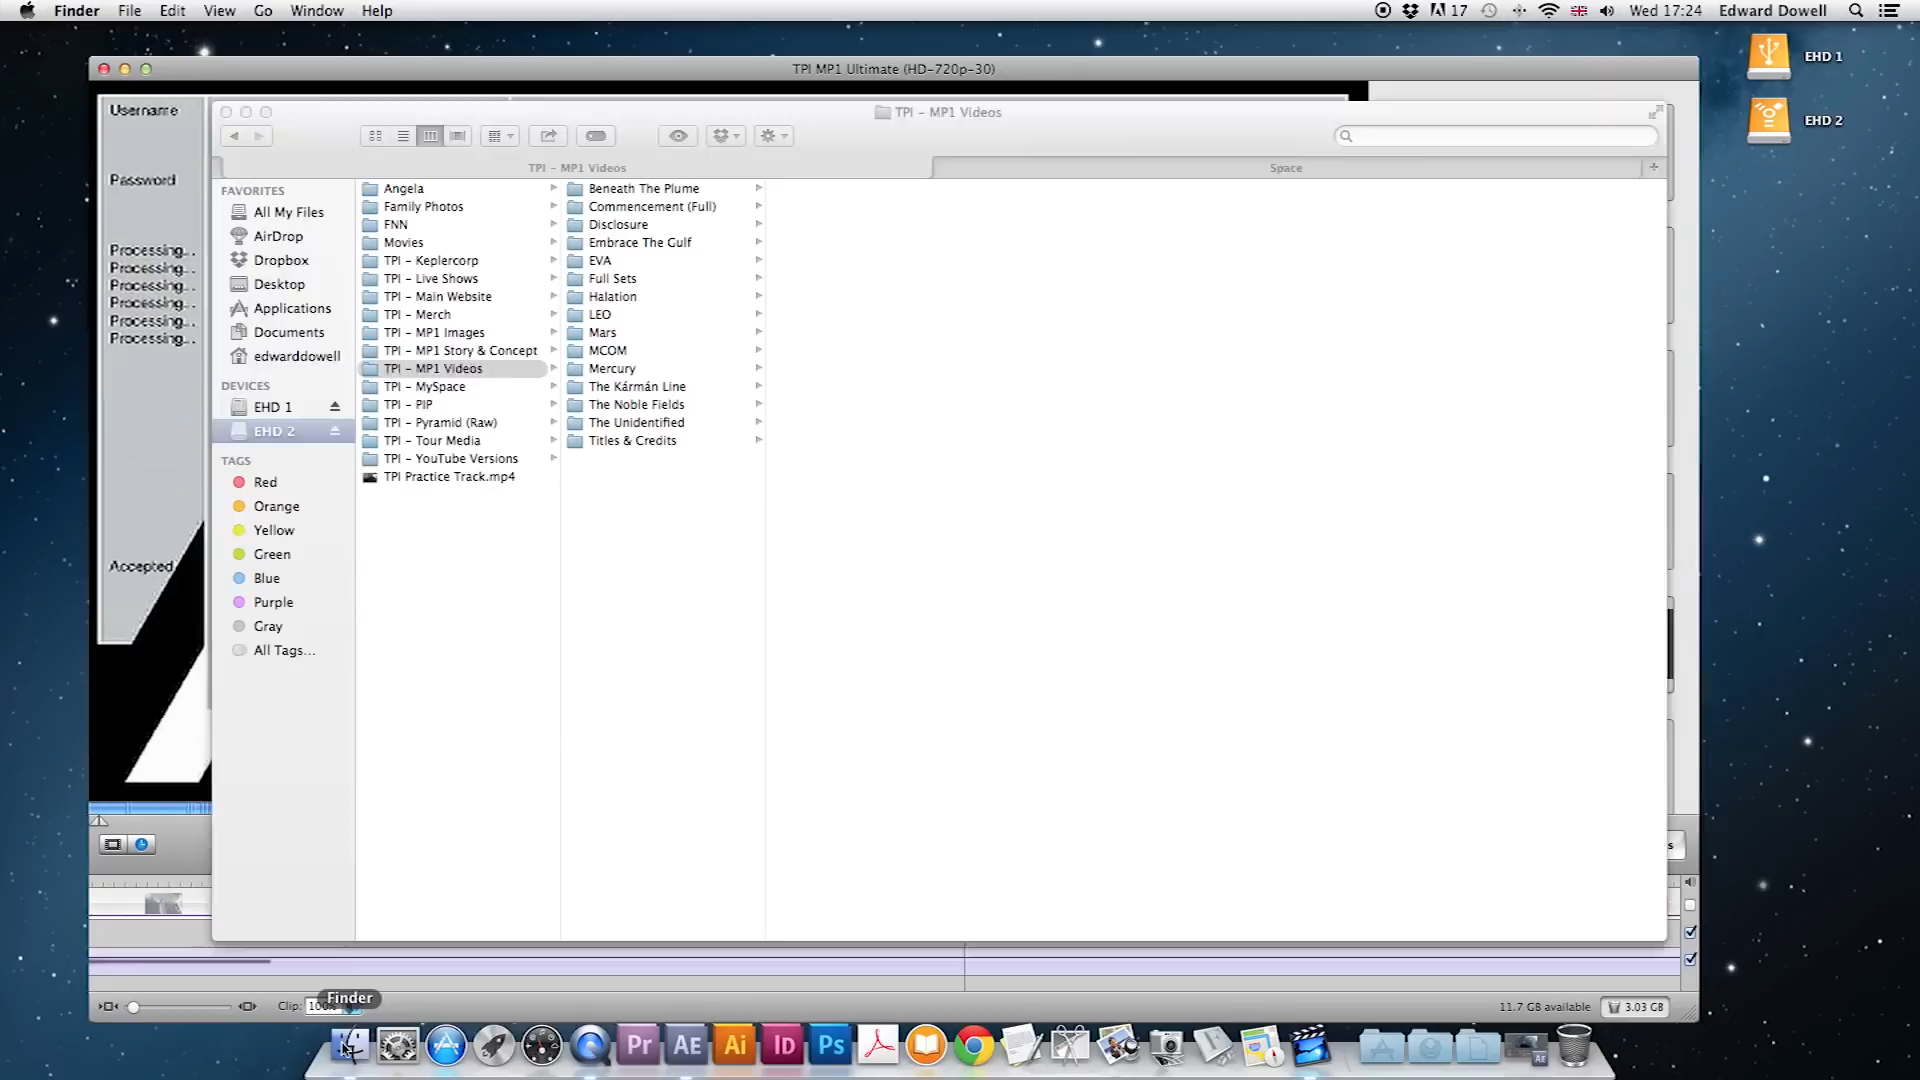 Finder File Edit View Go Window Help
17 Wed 17:24 Edward Dowell
EHD 1
EHD 2
TPI MP1 Ultimate (HD-720p-30)
Username
Password
Processing...
Processing...
Processing...
Processing...
Processing...
Processing...
Accepted
TPI - MP1 Videos
TPI - MP1 Videos
Space
FAVORITES
All My Files
AirDrop
Dropbox
Desktop
Applications
Documents
edwarddowell
DEVICES
EHD 1
EHD 2
TAGS
Red
Orange
Yellow
Green
Blue
Purple
Gray
All Tags...
Angela
Family Photos
FNN
Movies
TPI - Keplercorp
TPI - Live Shows
TPI - Main Website
TPI - Merch
TPI - MP1 Images
TPI - MP1 Story & Concept
TPI - MP1 Videos
TPI - MySpace
TPI - PIP
TPI - Pyramid (Raw)
TPI - Tour Media
TPI - YouTube Versions
TPI Practice Track.mp4
Beneath The Plume
Commencement (Full)
Disclosure
Embrace The Gulf
EVA
Full Sets
Halation
LEO
Mars
MCOM
Mercury
The Kármán Line
The Noble Fields
The Unidentified
Titles & Credits
s
Clip: 100%
Finder
11.7 GB available
3.03 GB
Pr AE Ai Id Ps
AE